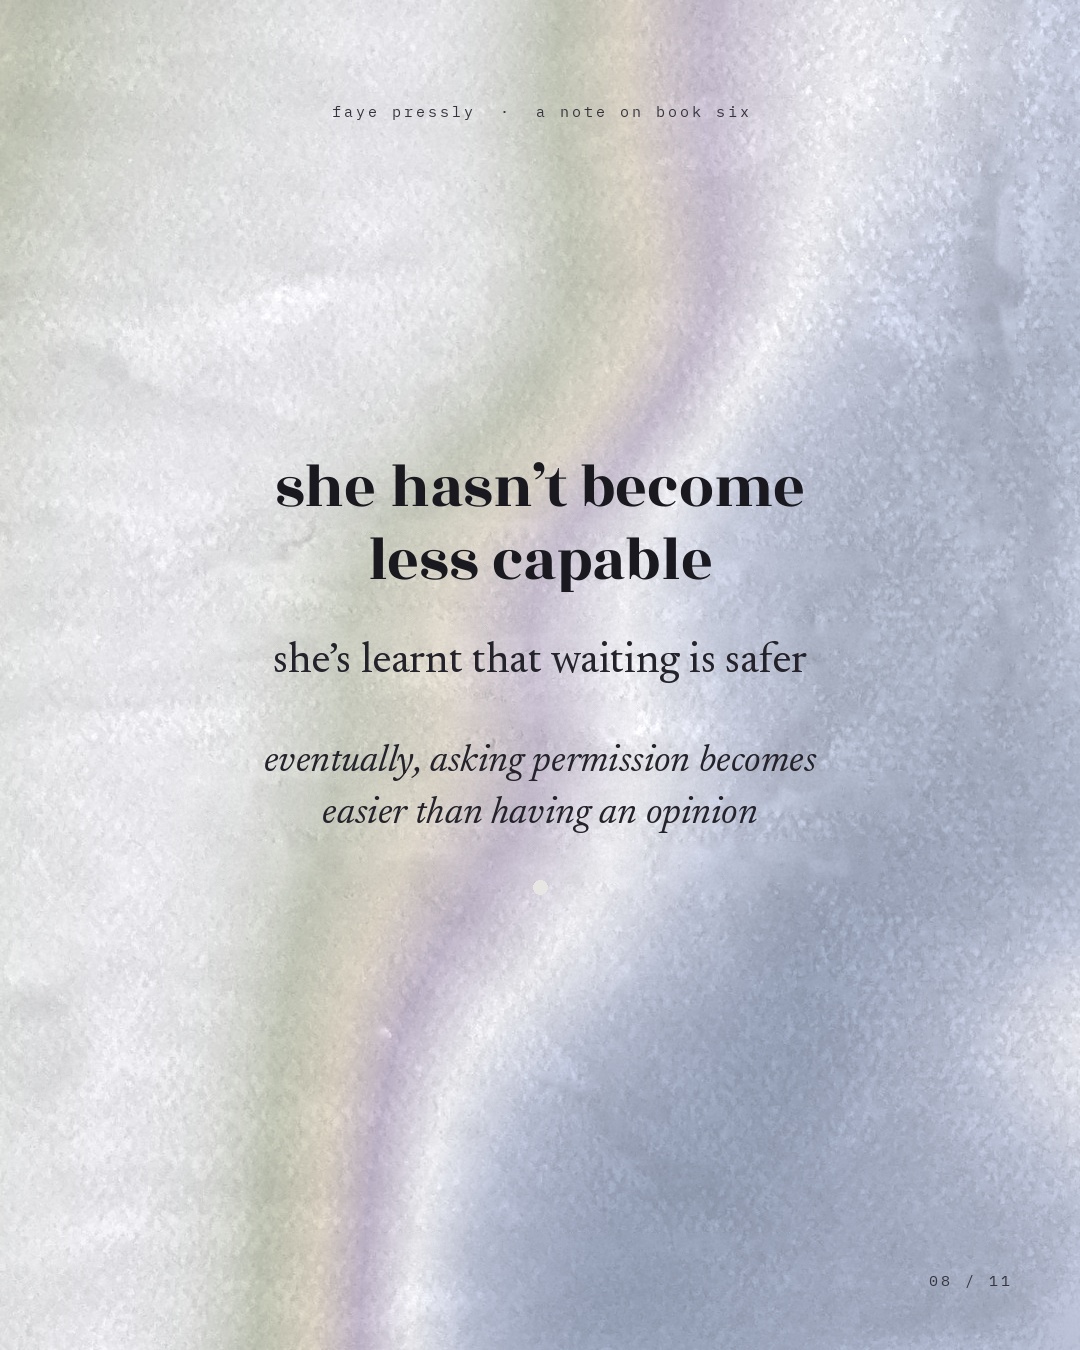 faye pressly · a note on book six
she hasn’t become
less capable
she’s learnt that waiting is safer
eventually, asking permission becomes
easier than having an opinion
08 / 11